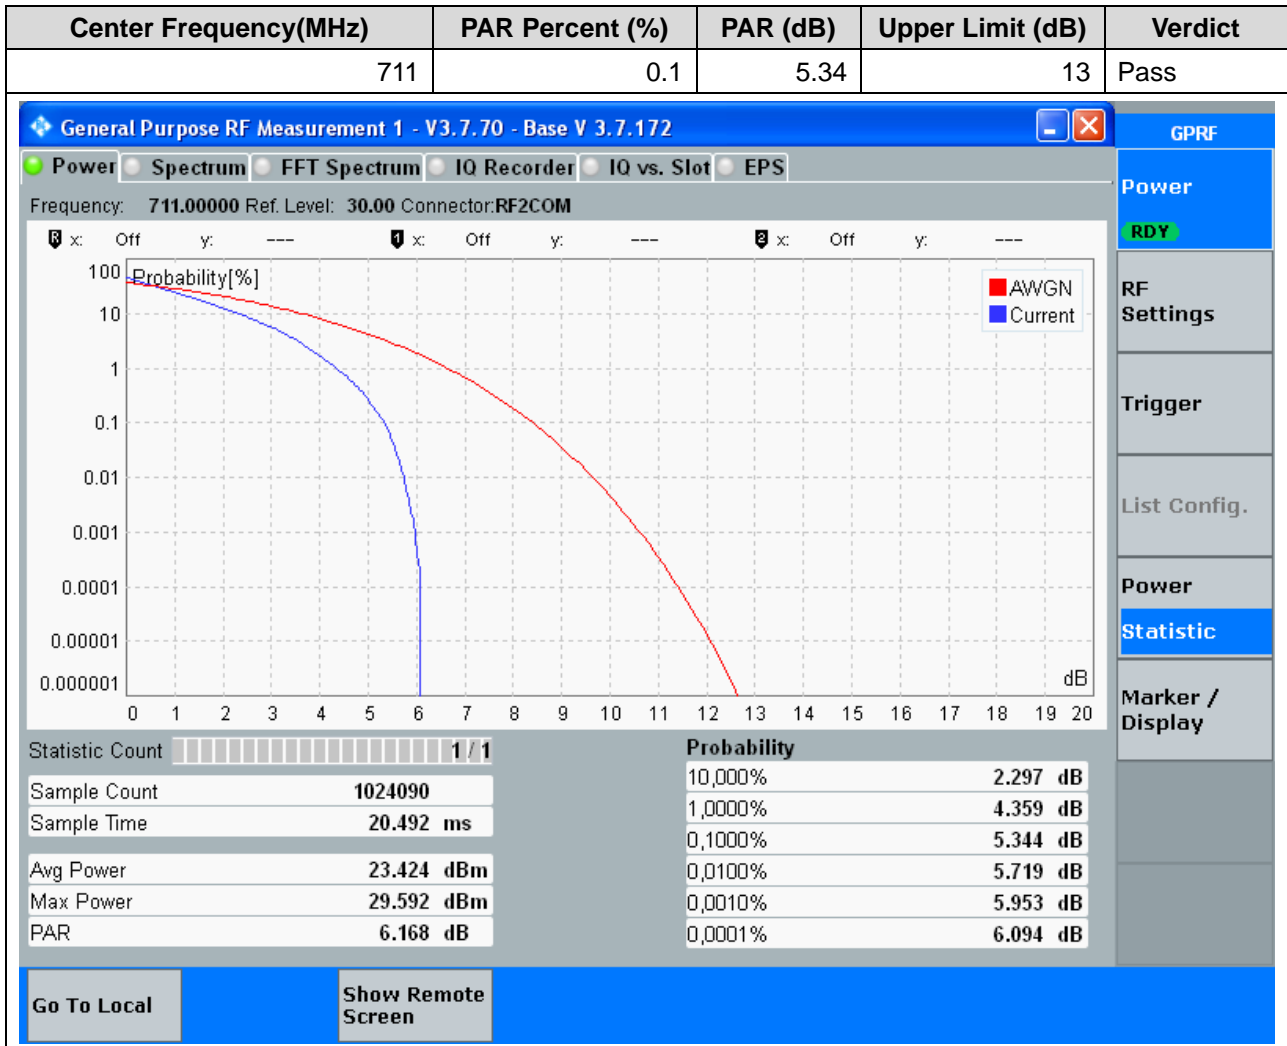 Center Frequency(MHz) PAR Percent (%) PAR (dB) Upper Limit (dB) Verdict
711 0.1 5.34 13 Pass
General Purpose RF Measurement 1 - V3.7.70 - Base V 3.7.172
GPRF
Power Spectrum FFT Spectrum IQ Recorder IQ vs. Slot EPS
Frequency: 711.00000 Ref. Level: 30.00 Connector:RF2COM
R x: Off y: --- 1 x: Off y: --- 2 x: Off y: ---
Probability[%]
AWGN
Current
100
10
1
0.1
0.01
0.001
0.0001
0.00001
0.000001
dB
0 1 2 3 4 5 6 7 8 9 10 11 12 13 14 15 16 17 18 19 20
Statistic Count 1 / 1
Sample Count 1024090
Sample Time 20.492 ms
Avg Power 23.424 dBm
Max Power 29.592 dBm
PAR 6.168 dB
Probability
10,000% 2.297 dB
1,0000% 4.359 dB
0,1000% 5.344 dB
0,0100% 5.719 dB
0,0010% 5.953 dB
0,0001% 6.094 dB
Power
RDY
RF
Settings
Trigger
List Config.
Power
Statistic
Marker /
Display
Go To Local
Show Remote
Screen